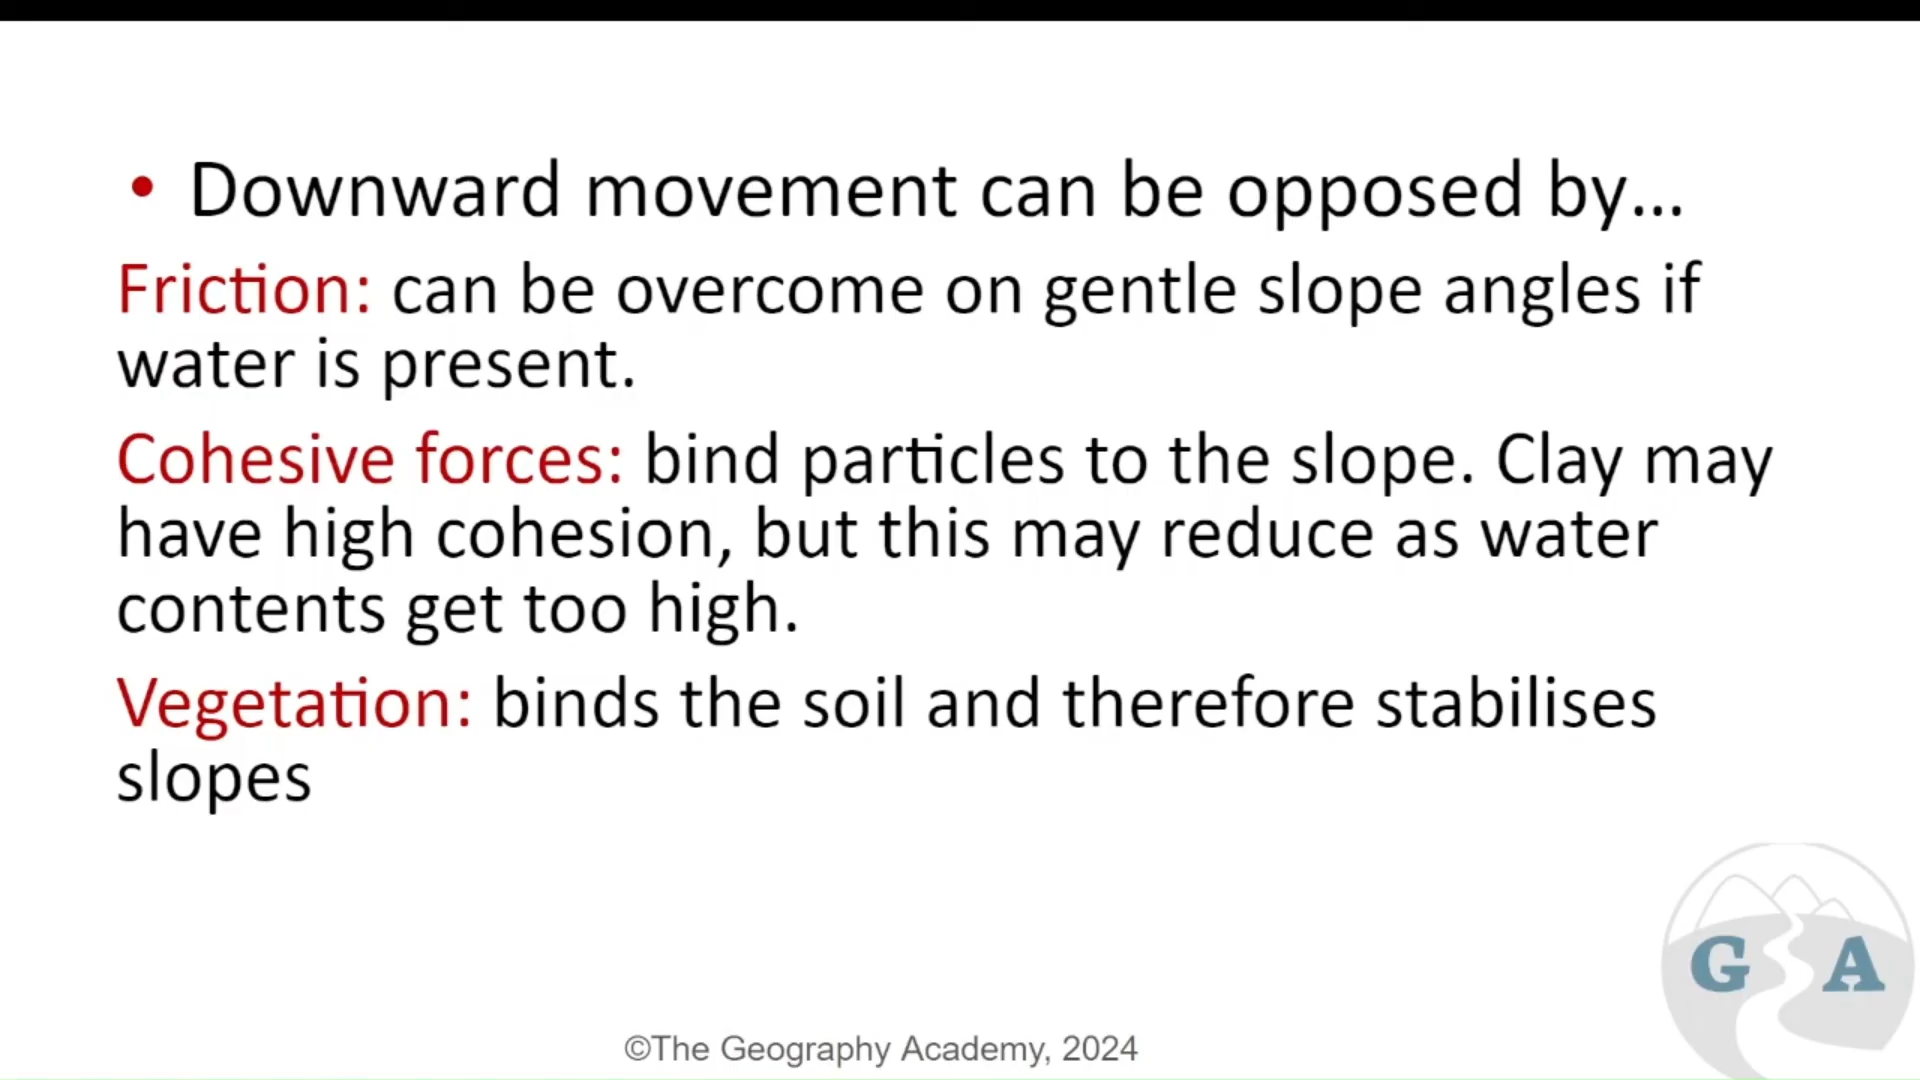 • Downward movement can be opposed by...
Friction: can be overcome on gentle slope angles if
water is present.
Cohesive forces: bind particles to the slope. Clay may
have high cohesion, but this may reduce as water
contents get too high.
Vegetation: binds the soil and therefore stabilises
slopes
G A
©The Geography Academy, 2024